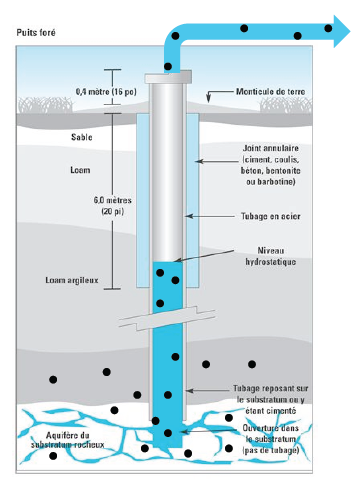 Puits foré
0,4 mètre (16 po)
Monticule de terre
Sable
Joint annulaire
(ciment, coulis,
béton, bentonite
ou barbotine)
Loam
6,0 mètres
(20 pi)
Tubage en acier
Niveau
hydrostatique
Loam argileux
Tubage reposant sur
le substratum ou y
étant cimenté
Ouverture dans
le substratum
(pas de tubage)
Aquifère du
substratum rocheux